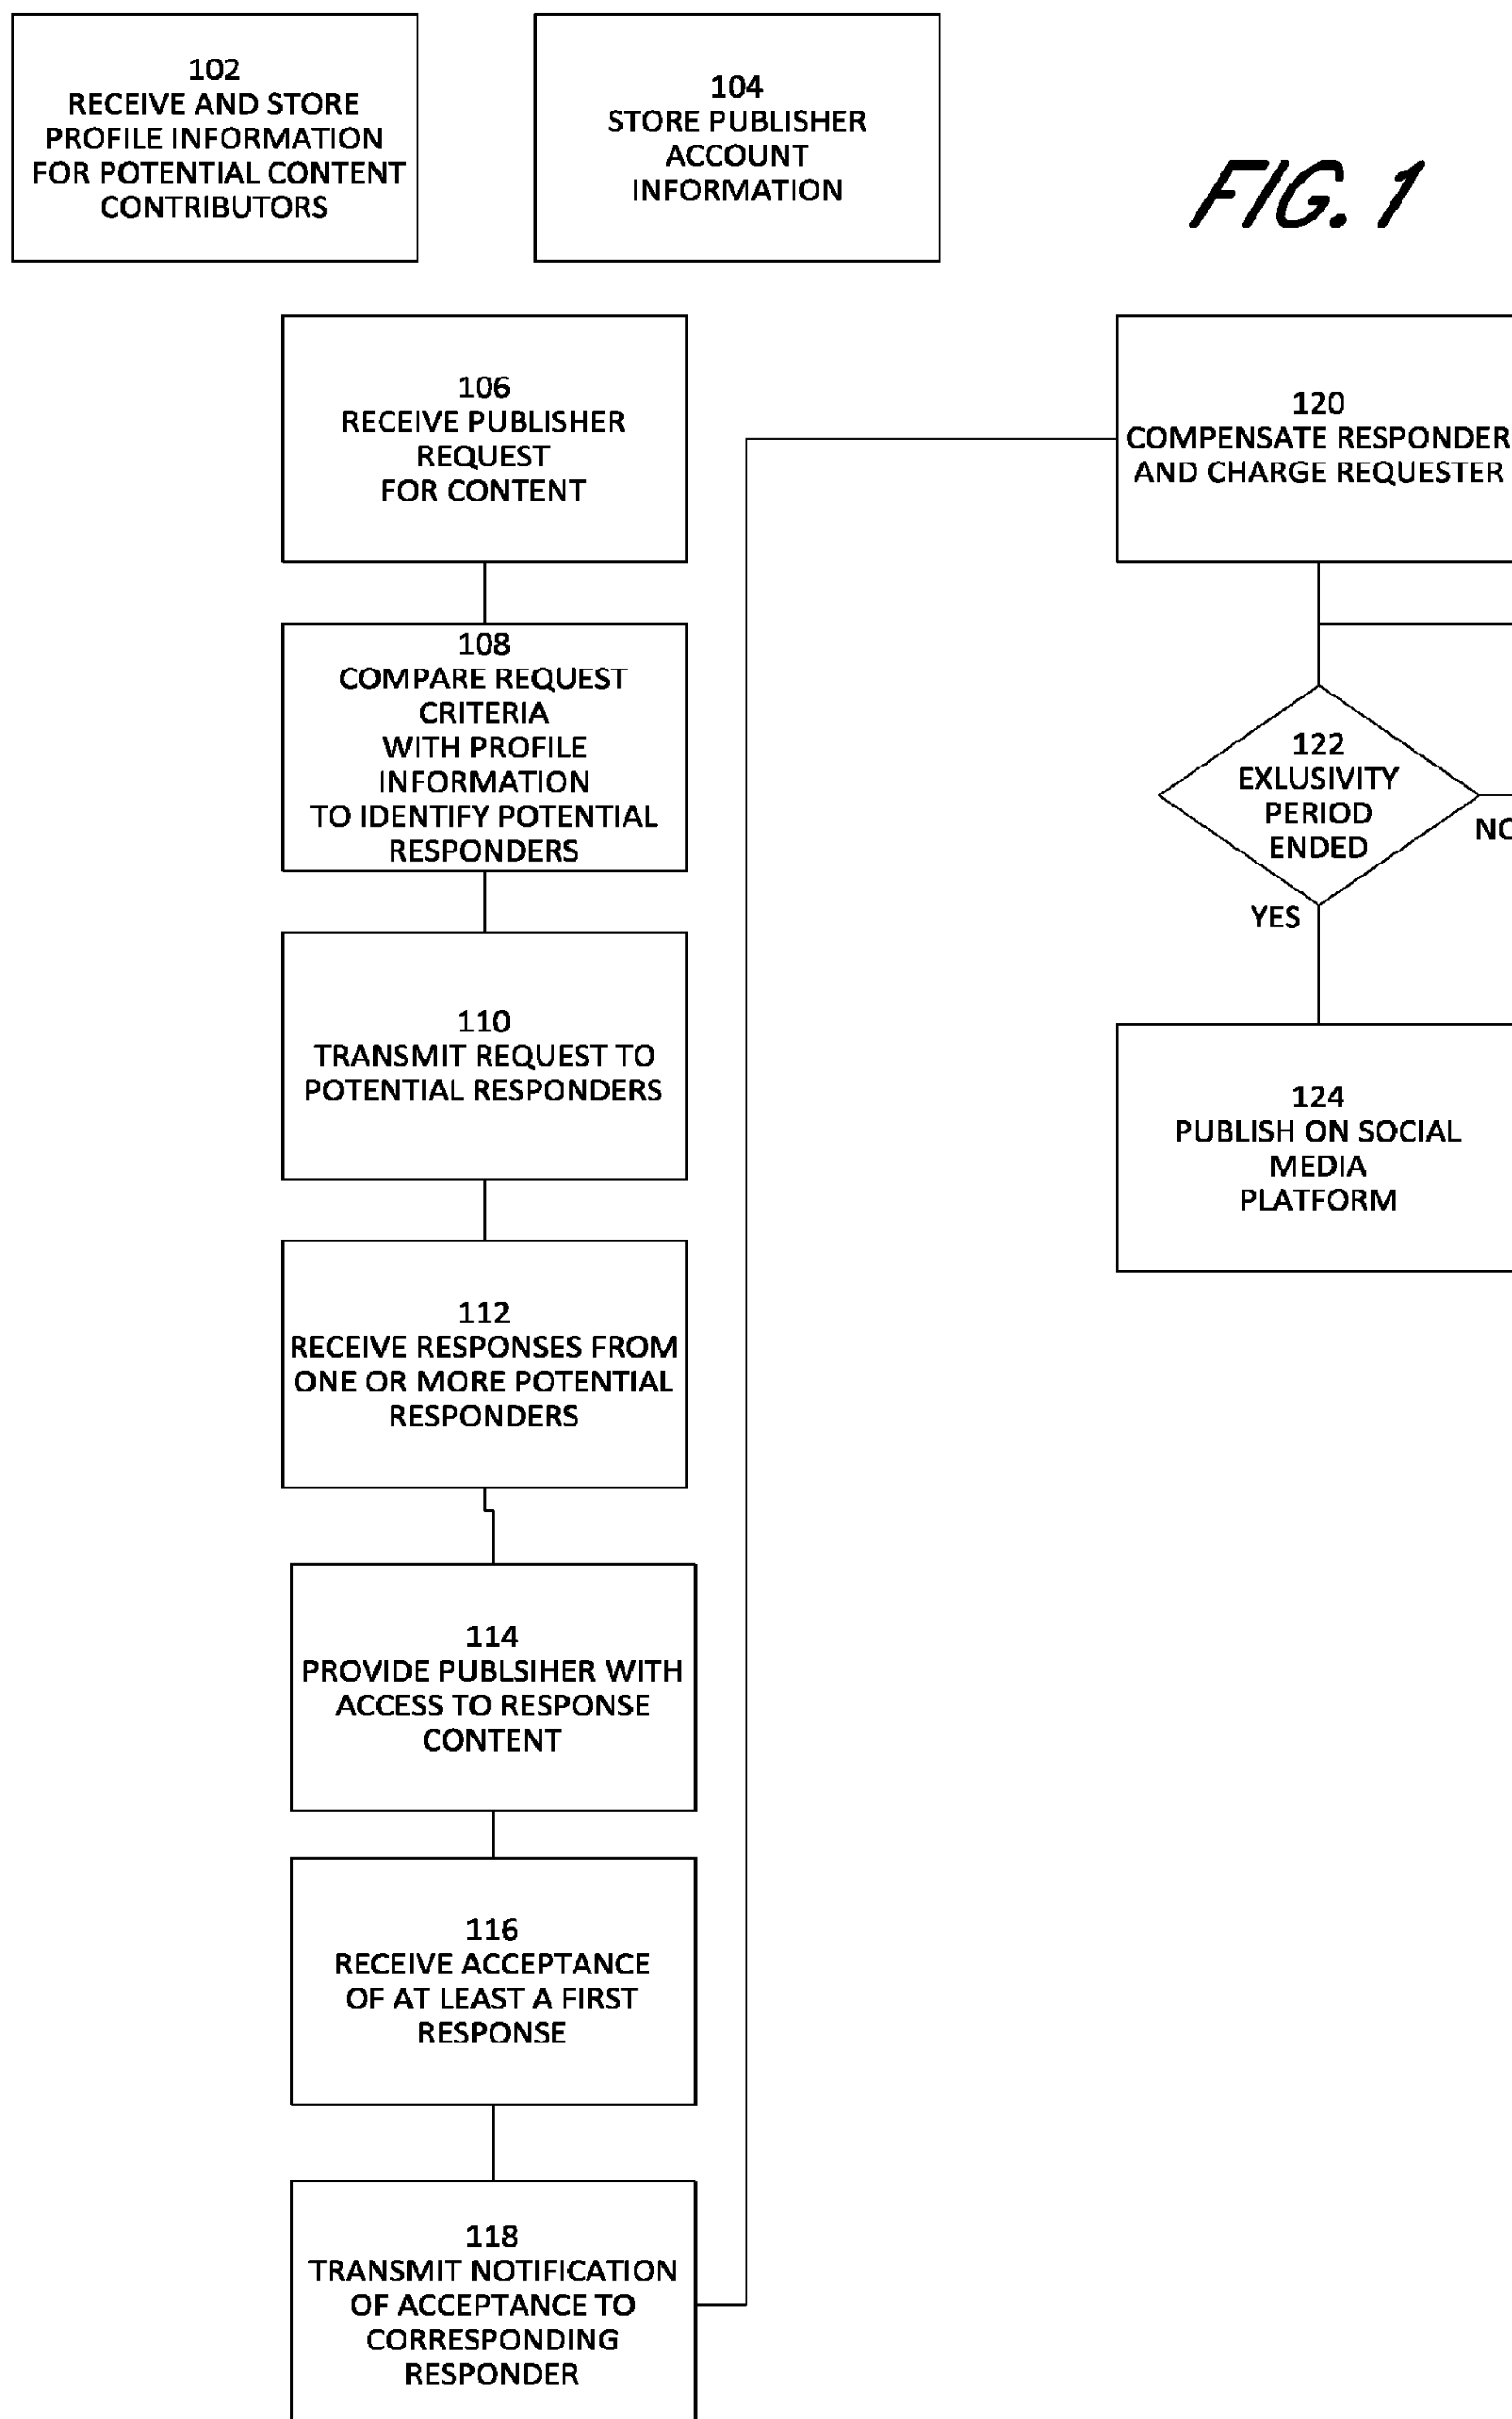 102
RECEIVE AND STORE
PROFILE INFORMATION
FOR POTENTIAL CONTENT
CONTRIBUTORS
104
STORE PUBLISHER
ACCOUNT
INFORMATION
FIG. 1
106
RECEIVE PUBLISHER
REQUEST
FOR CONTENT
108
COMPARE REQUEST
CRITERIA
WITH PROFILE
INFORMATION
TO IDENTIFY POTENTIAL
RESPONDERS
110
TRANSMIT REQUEST TO
POTENTIAL RESPONDERS
112
RECEIVE RESPONSES FROM
ONE OR MORE POTENTIAL
RESPONDERS
114
PROVIDE PUBLSIHER WITH
ACCESS TO RESPONSE
CONTENT
116
RECEIVE ACCEPTANCE
OF AT LEAST A FIRST
RESPONSE
118
TRANSMIT NOTIFICATION
OF ACCEPTANCE TO
CORRESPONDING
RESPONDER
120
COMPENSATE RESPONDER
AND CHARGE REQUESTER
122
EXLUSIVITY
PERIOD
ENDED
NO
YES
124
PUBLISH ON SOCIAL
MEDIA
PLATFORM